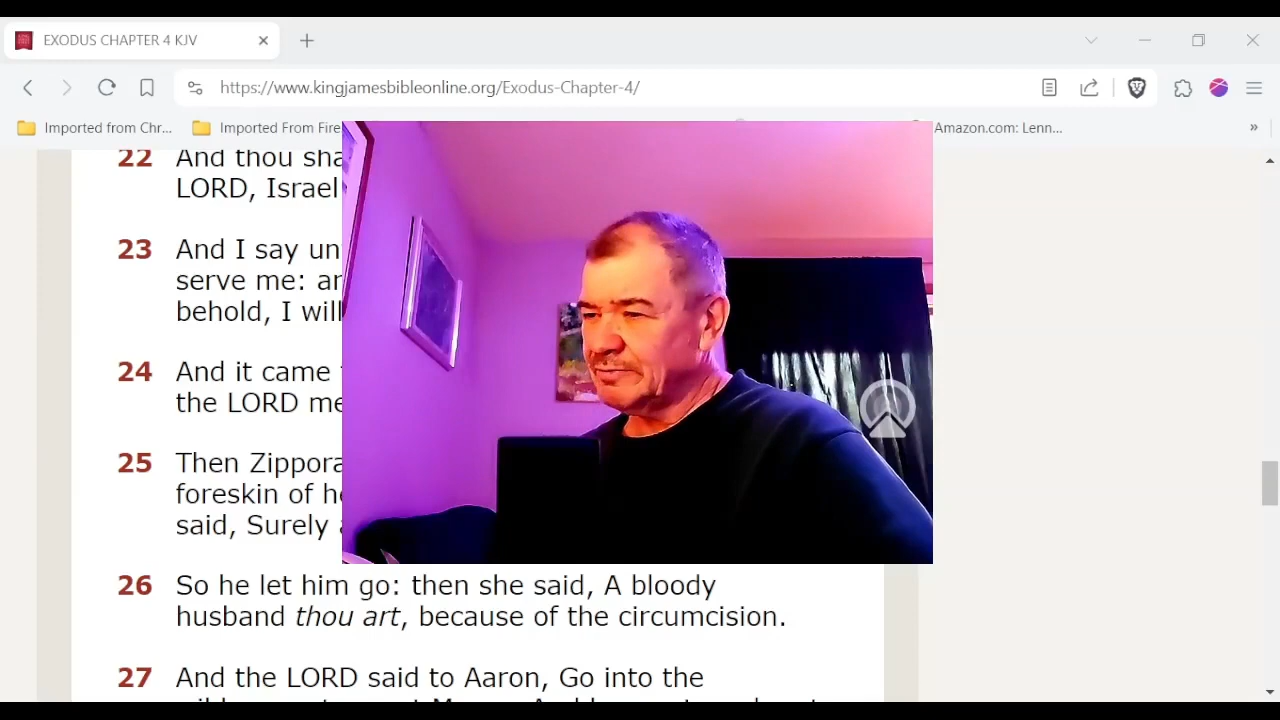 EXODUS CHAPTER 4 KJV
https://www.kingjamesbibleonline.org/Exodus-Chapter-4/
Imported from Chr... Imported From Fire Amazon.com: Lenn...
22 And thou sha
LORD, Israel
23 And I say un
serve me: an
behold, I will
24 And it came
the LORD me
25 Then Zippora
foreskin of he
said, Surely a
26 So he let him go: then she said, A bloody
husband thou art, because of the circumcision.
27 And the LORD said to Aaron, Go into the